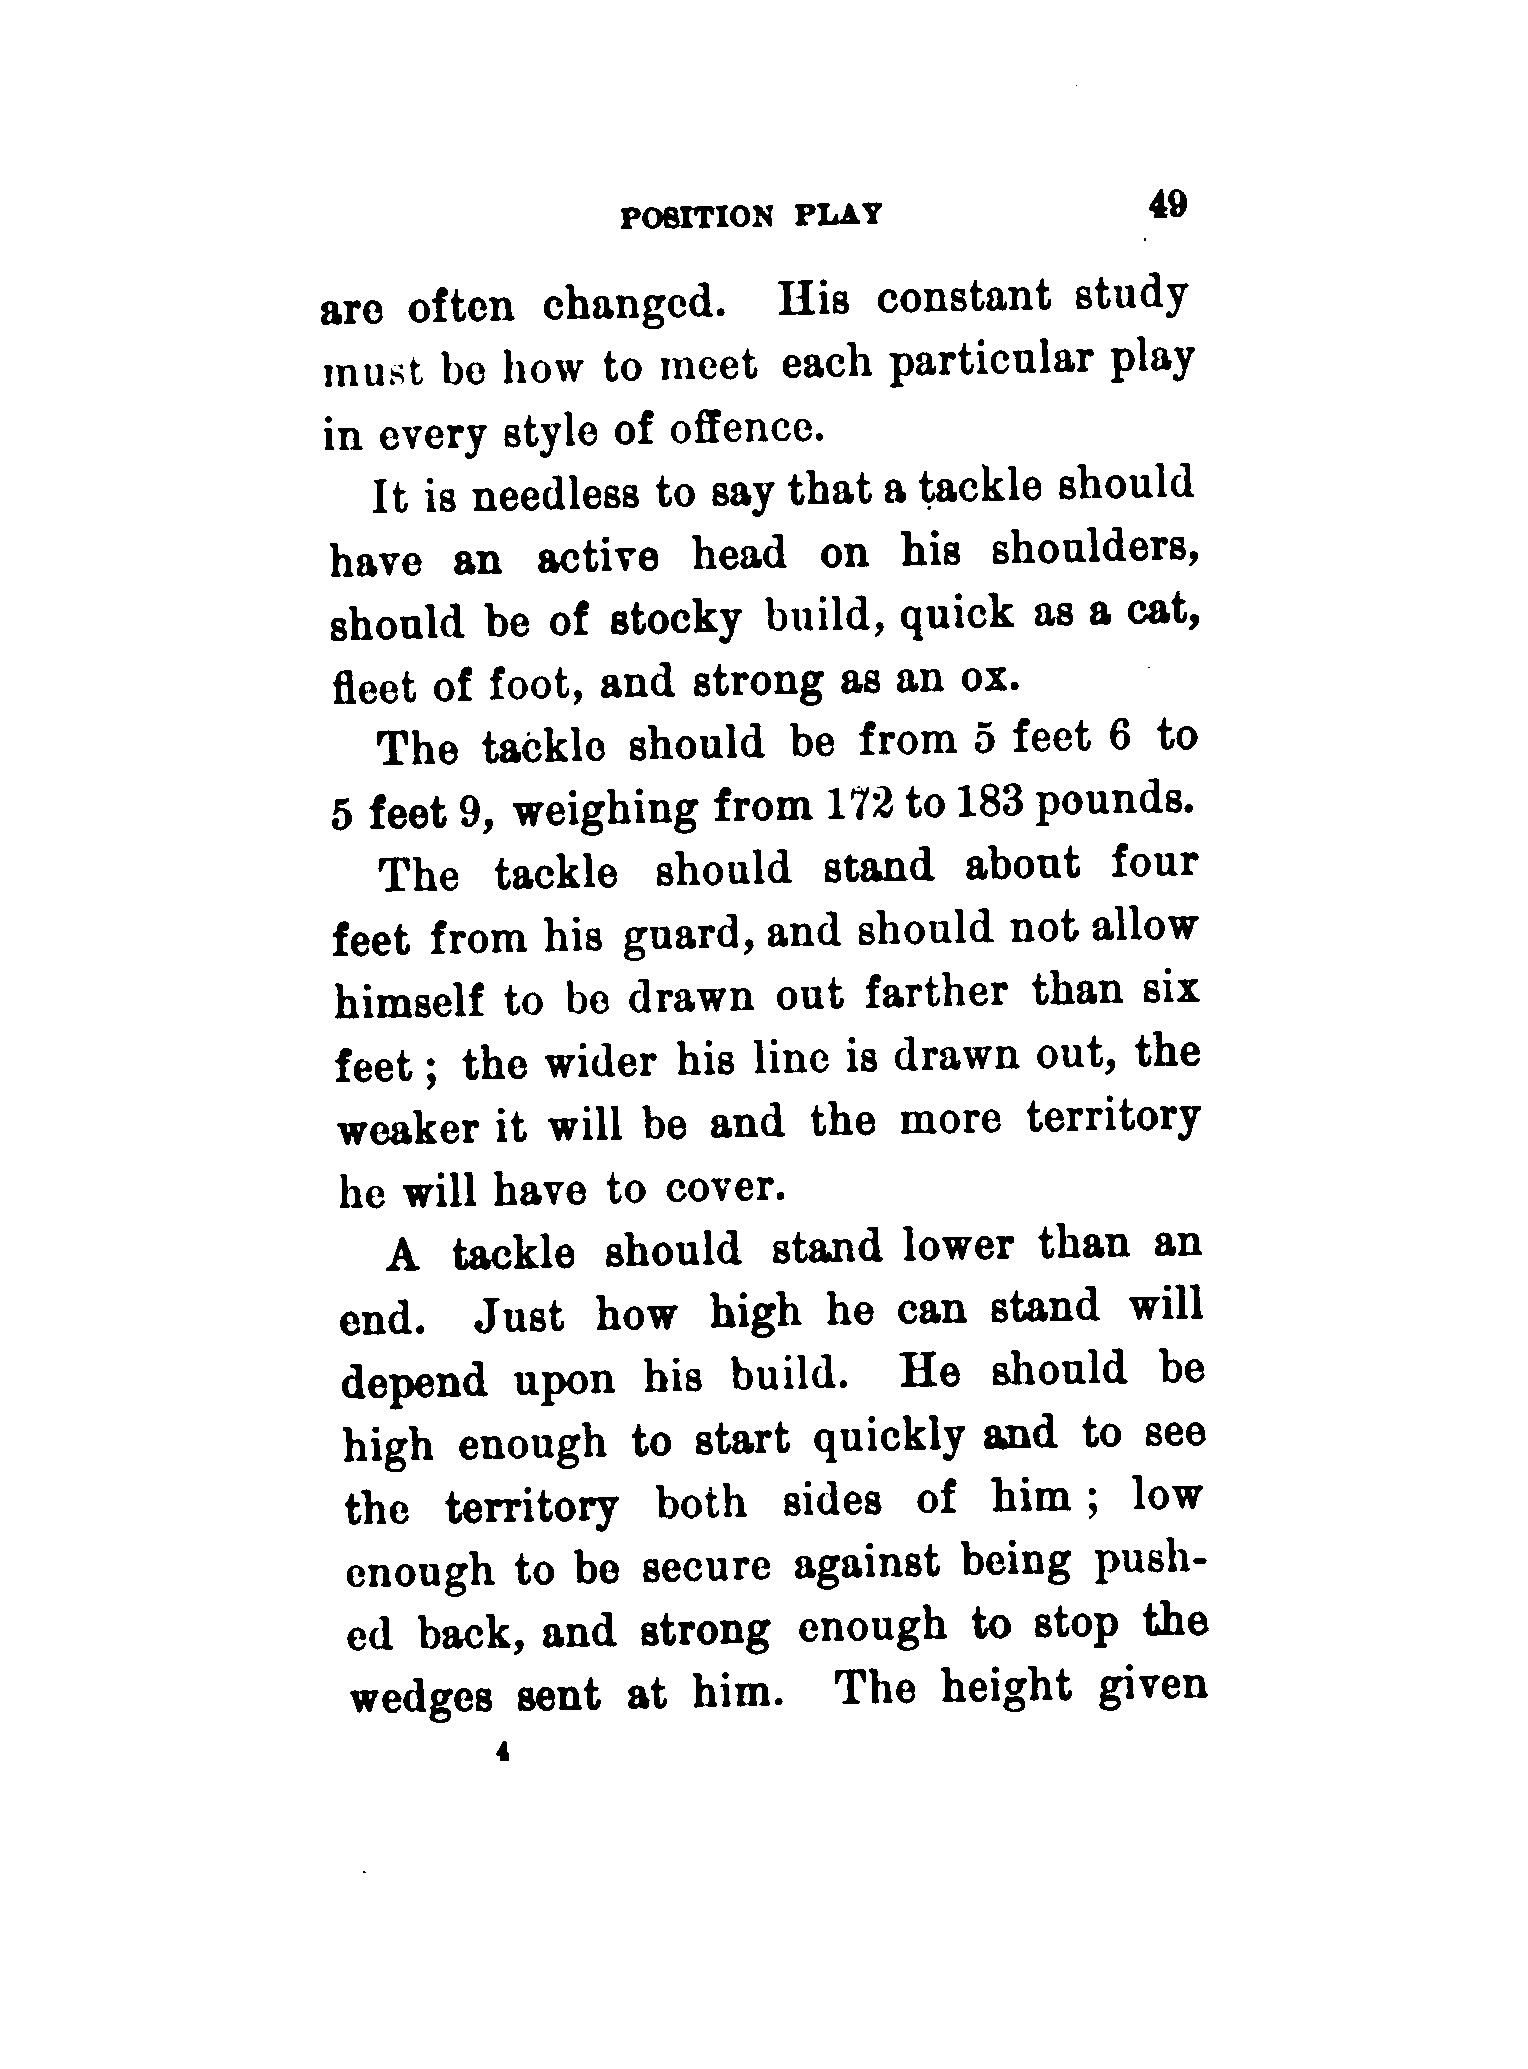 POSITION PLAY 49
are often changed. His constant study
must be how to meet each particular play
in every style of offence.
It is needless to say that a tackle should
have an active head on his shoulders,
should be of stocky build, quick as a cat,
fleet of foot, and strong as an ox.
The tackle should be from 5 feet 6 to
5 feet 9, weighing from 172 to 183 pounds.
The tackle should stand about four
feet from his guard, and should not allow
himself to be drawn out farther than six
feet ; the wider his line is drawn out, the
weaker it will be and the more territory
he will have to cover.
A tackle should stand lower than an
end. Just how high he can stand will
depend upon his build. He should be
high enough to start quickly and to see
the territory both sides of him ; low
enough to be secure against being push-
ed back, and strong enough to stop the
wedges sent at him. The height given
4